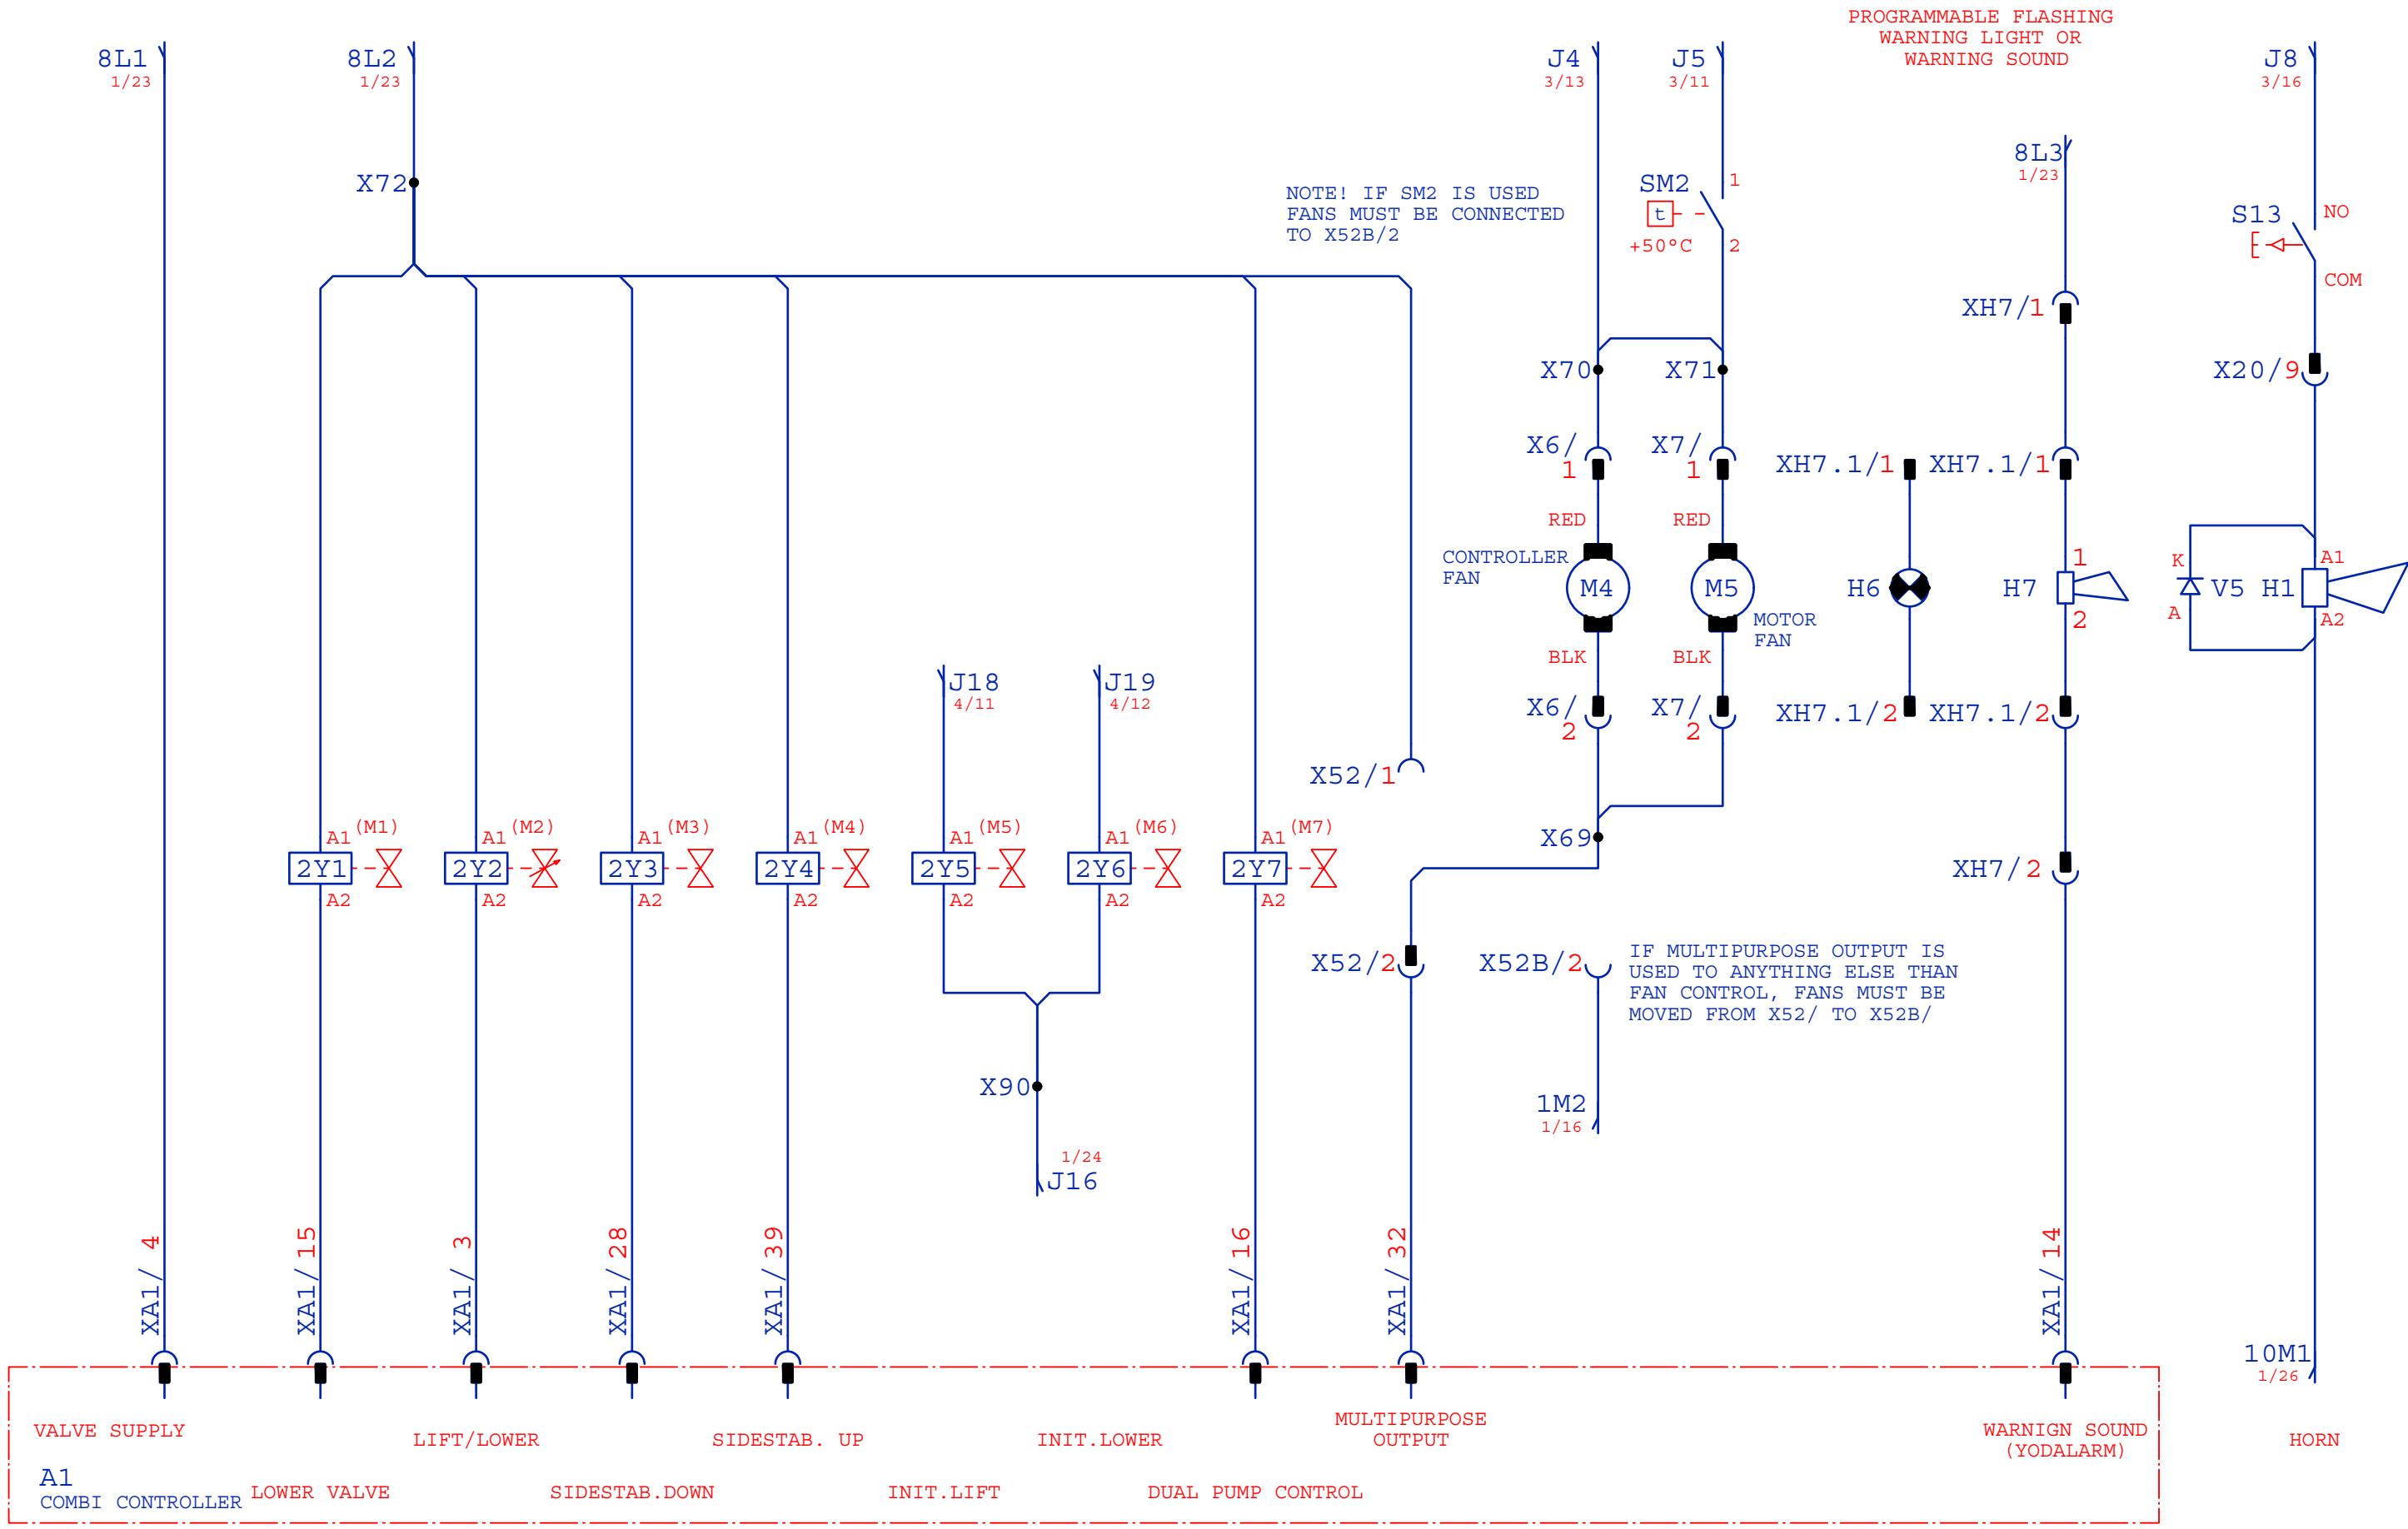 PROGRAMMABLE FLASHING
WARNING LIGHT OR
WARNING SOUND
8L1
1/23
8L2
1/23
J4
3/13
J5
3/11
J8
3/16
8L3
1/23
X72
NOTE! IF SM2 IS USED
FANS MUST BE CONNECTED
TO X52B/2
SM2
1
t
+50°C
2
S13
NO
COM
XH7/1
X70
X71
X20/9
X6/
1
X7/
1
XH7.1/1
XH7.1/1
RED
RED
CONTROLLER
FAN
M4
M5
MOTOR
FAN
H6
H7
1
2
K
A
V5
H1
A1
A2
BLK
BLK
X6/
2
X7/
2
XH7.1/2
XH7.1/2
J18
4/11
J19
4/12
X52/1
X69
A1 (M1)
2Y1
A2
A1 (M2)
2Y2
A2
A1 (M3)
2Y3
A2
A1 (M4)
2Y4
A2
A1 (M5)
2Y5
A2
A1 (M6)
2Y6
A2
A1 (M7)
2Y7
A2
XH7/2
X52/2
X52B/2
IF MULTIPURPOSE OUTPUT IS
USED TO ANYTHING ELSE THAN
FAN CONTROL, FANS MUST BE
MOVED FROM X52/ TO X52B/
X90
1M2
1/16
1/24
J16
XA1/ 4
XA1/ 15
XA1/ 3
XA1/ 28
XA1/ 39
XA1/ 16
XA1/ 32
XA1/ 14
10M1
1/26
VALVE SUPPLY
LIFT/LOWER
SIDESTAB. UP
INIT.LOWER
MULTIPURPOSE
OUTPUT
WARNIGN SOUND
(YODALARM)
HORN
A1
COMBI CONTROLLER
LOWER VALVE
SIDESTAB.DOWN
INIT.LIFT
DUAL PUMP CONTROL